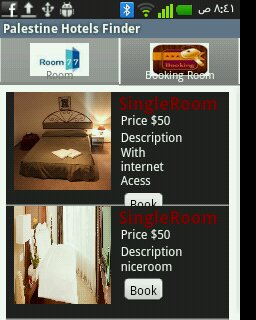 ٨:٤١ ص
Palestine Hotels Finder
Room 77
Booking
Room
Booking Room
SingleRoom
Price $50
Description
With
internet
Acess
Book
SingleRoom
Price $50
Description
niceroom
Book